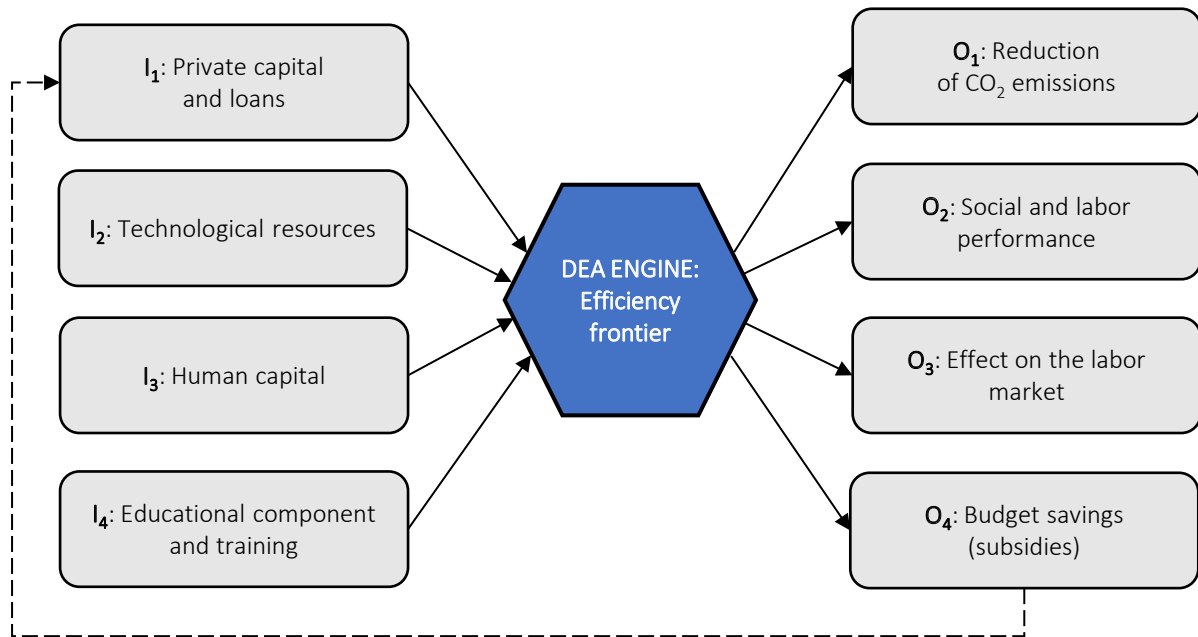 I₁: Private capital
and loans
I₂: Technological resources
I₃: Human capital
I₄: Educational component
and training
DEA ENGINE:
Efficiency
frontier
O₁: Reduction
of CO₂ emissions
O₂: Social and labor
performance
O₃: Effect on the labor
market
O₄: Budget savings
(subsidies)